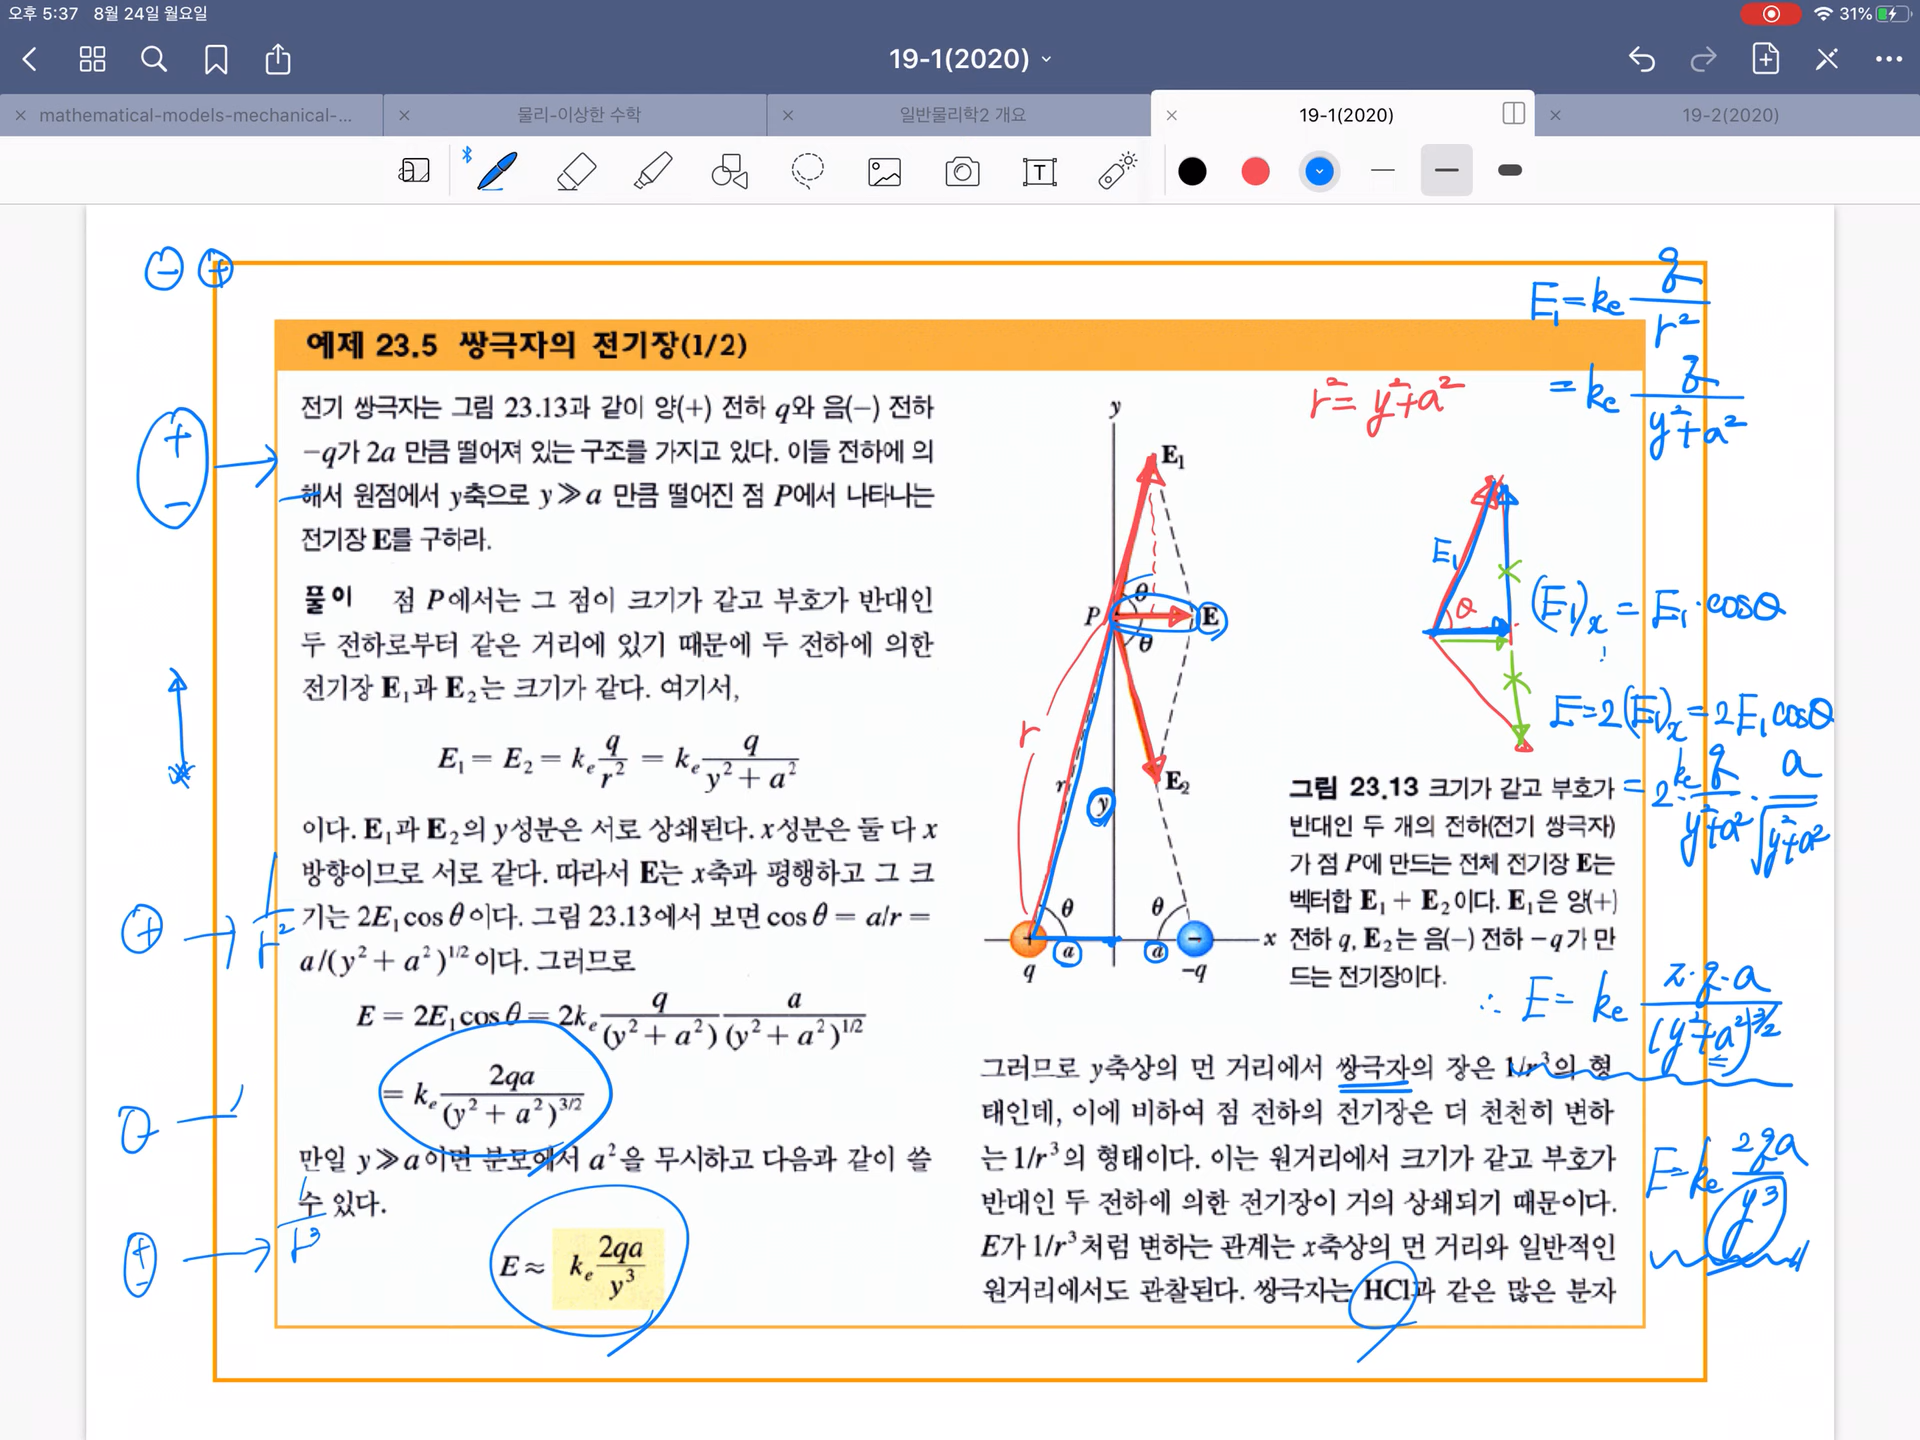 오후 5:37 8월 24일 월요일
31%
19-1(2020)
mathematical-models-mechanical-...
물리-이상한 수학
일반물리학2 개요
19-1(2020)
19-2(2020)
⊖ ⊕
예제 23.5 쌍극자의 전기장(1/2)
전기 쌍극자는 그림 23.13과 같이 양(+) 전하 q와 음(−) 전하
−q가 2a 만큼 떨어져 있는 구조를 가지고 있다. 이들 전하에 의
해서 원점에서 y축으로 y≫a 만큼 떨어진 점 P에서 나타나는
전기장 E를 구하라.
풀이 점 P에서는 그 점이 크기가 같고 부호가 반대인
두 전하로부터 같은 거리에 있기 때문에 두 전하에 의한
전기장 E₁과 E₂는 크기가 같다. 여기서,
E₁ = E₂ = kₑ q/r² = kₑ q/(y² + a²)
이다. E₁과 E₂의 y성분은 서로 상쇄된다. x성분은 둘 다 x
방향이므로 서로 같다. 따라서 E는 x축과 평행하고 그 크
기는 2E₁cos θ이다. 그림 23.13에서 보면 cos θ = a/r =
a/(y² + a²)^1/2이다. 그러므로
E = 2E₁cos θ = 2kₑ q/(y² + a²) a/(y² + a²)^1/2
= kₑ 2qa/(y² + a²)^3/2
만일 y≫a이면 분모에서 a²을 무시하고 다음과 같이 쓸
수 있다.
E ≈ kₑ 2qa/y³
+
−
⊕ → 1/r²
+
−
→ 1/r³
y
E₁
P
θ
E
θ
r
r
y
E₂
θ
θ
+
a
a
−
x
q
−q
r² = y²+a²
E₁ = kₑ q/r²
= kₑ q/(y²+a²)
E₁
θ
(E₁)x = E₁·cosθ
E = 2(E₁)x = 2E₁cosθ
= 2·kₑq/(y²+a²)·a/√(y²+a²)
그림 23.13 크기가 같고 부호가
반대인 두 개의 전하(전기 쌍극자)
가 점 P에 만드는 전체 전기장 E는
벡터합 E₁ + E₂이다. E₁은 양(+)
전하 q, E₂는 음(−) 전하 −q가 만
드는 전기장이다.
∴ E = kₑ 2·q·a/(y²+a²)^3/2
그러므로 y축상의 먼 거리에서 쌍극자의 장은 1/r³의 형
태인데, 이에 비하여 점 전하의 전기장은 더 천천히 변하
는 1/r³의 형태이다. 이는 원거리에서 크기가 같고 부호가
반대인 두 전하에 의한 전기장이 거의 상쇄되기 때문이다.
E가 1/r³처럼 변하는 관계는 x축상의 먼 거리와 일반적인
원거리에서도 관찰된다. 쌍극자는 HCl과 같은 많은 분자
E = kₑ 2qa/y³